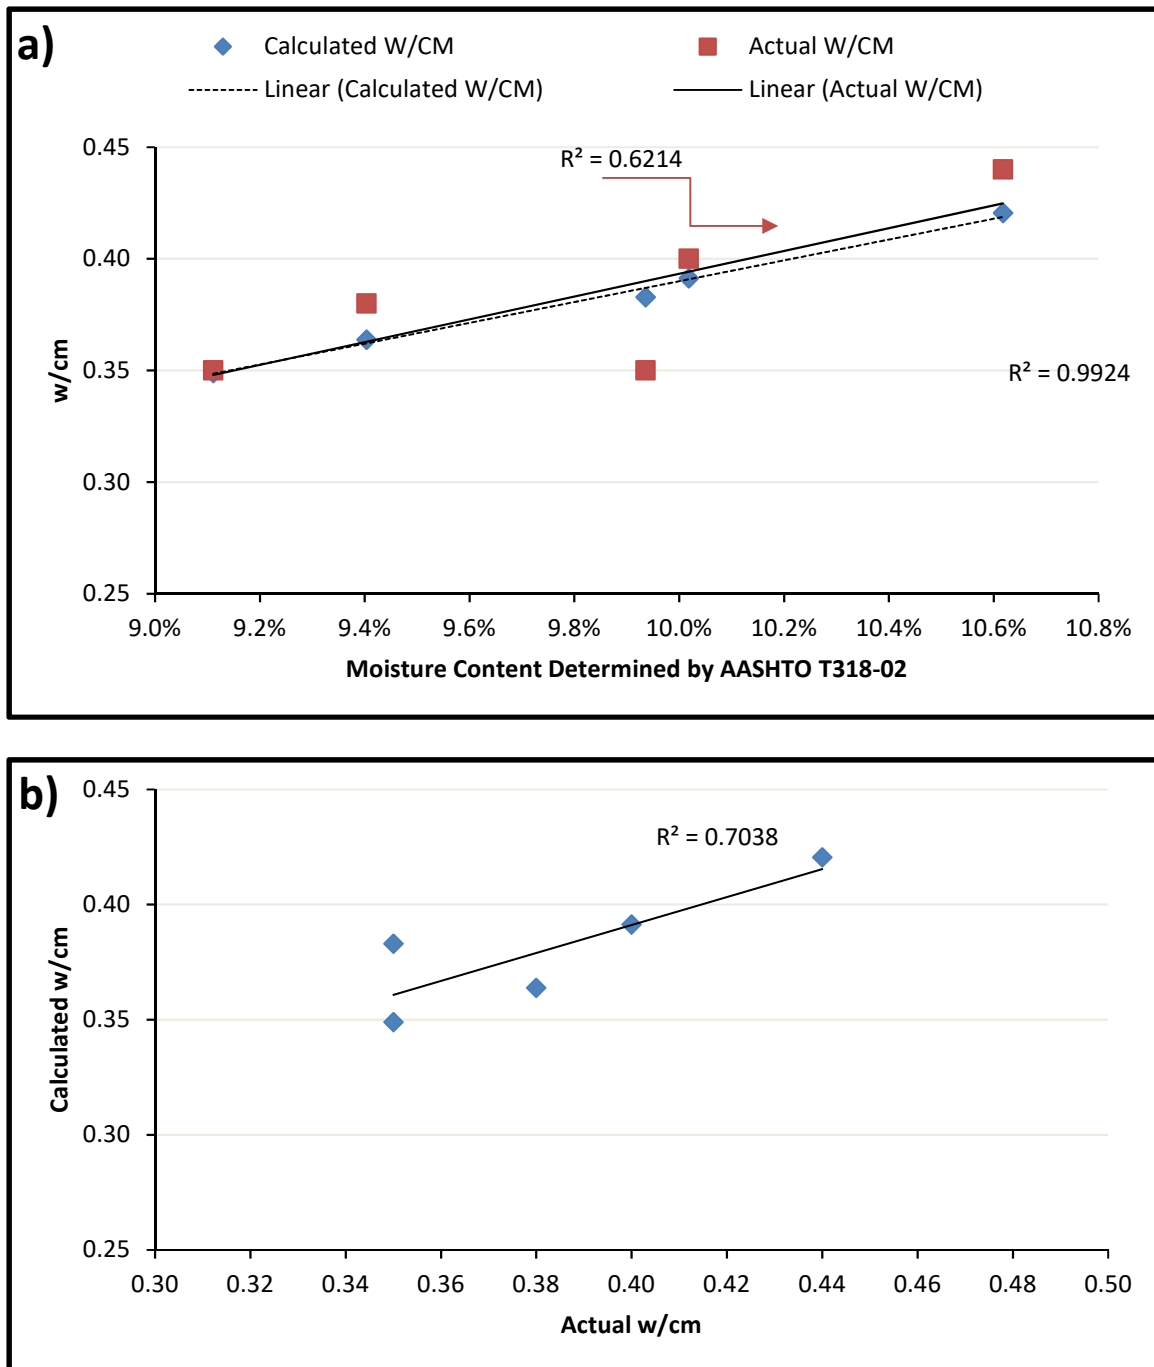 a)
Calculated W/CM
Actual W/CM
Linear (Calculated W/CM)
Linear (Actual W/CM)
0.45
0.40
0.35
0.30
0.25
w/cm
R² = 0.6214
R² = 0.9924
9.0% 9.2% 9.4% 9.6% 9.8% 10.0% 10.2% 10.4% 10.6% 10.8%
Moisture Content Determined by AASHTO T318-02
b)
0.45
0.40
0.35
0.30
0.25
Calculated w/cm
R² = 0.7038
0.30 0.32 0.34 0.36 0.38 0.40 0.42 0.44 0.46 0.48 0.50
Actual w/cm